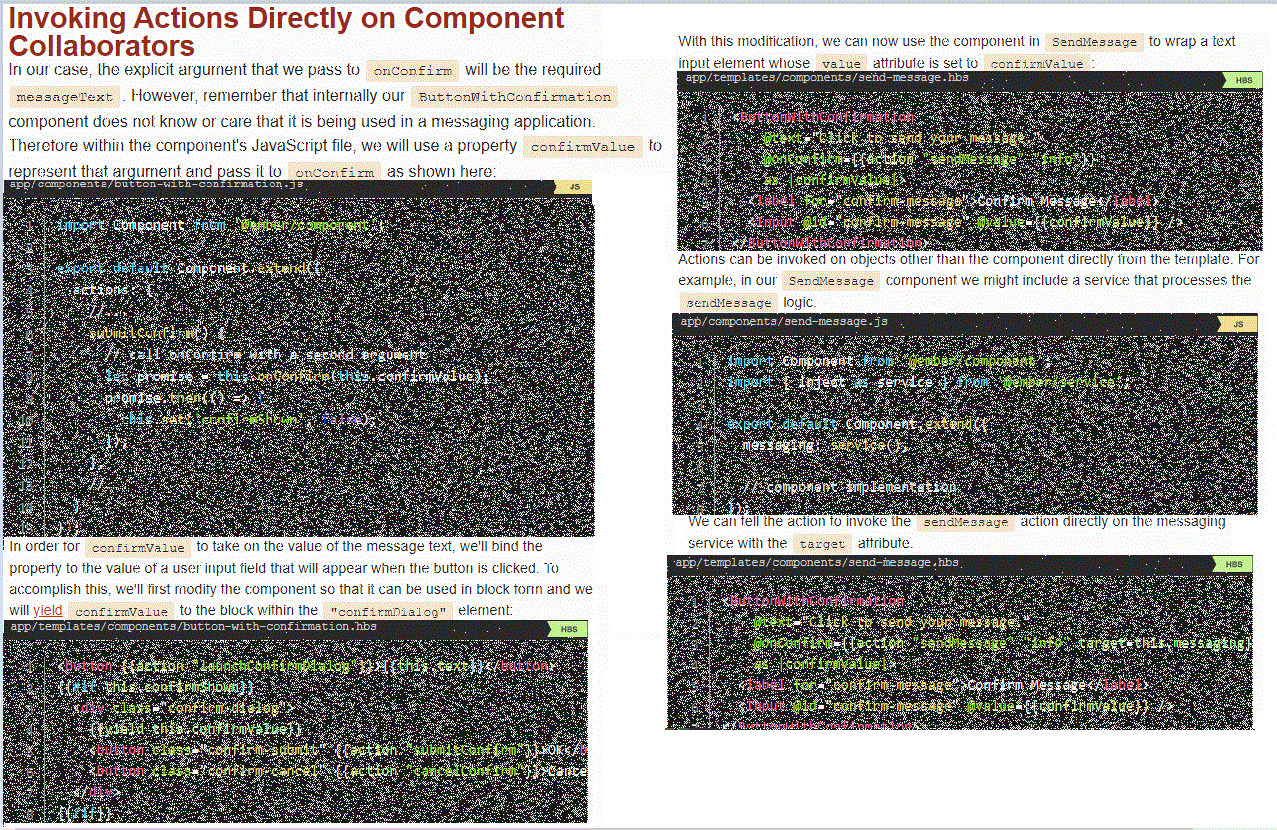 Invoking Actions Directly on Component
Collaborators
In our case, the explicit argument that we pass to onConfirm will be the required
messageText . However, remember that internally our ButtonWithConfirmation
component does not know or care that it is being used in a messaging application.
Therefore within the component's JavaScript file, we will use a property confirmValue to
represent that argument and pass it to onConfirm as shown here:
app/components/button-with-confirmation.js
JS
import Component from '@ember/component';
export default Component.extend({
actions: {
submitConfirm() {
// call onConfirm with a second argument
let promise = this.onConfirm(this.confirmValue);
promise.then(() => {
this.set('confirmShown', false);
});
},
//
}
In order for confirmValue to take on the value of the message text, we'll bind the
property to the value of a user input field that will appear when the button is clicked. To
accomplish this, we'll first modify the component so that it can be used in block form and we
will yield confirmValue to the block within the "confirmDialog" element:
app/templates/components/button-with-confirmation.hbs
HBS
<button {{action "launchConfirmDialog"}}>{{this.text}}</button>
{{#if this.confirmShown}}
<div class="confirm-dialog">
{{yield this.confirmValue}}
<button class="confirm-submit" {{action "submitConfirm"}}>OK</b
<button class="confirm-cancel" {{action "cancelConfirm"}}>Cance
</div>
{{/if}}
With this modification, we can now use the component in SendMessage to wrap a text
input element whose value attribute is set to confirmValue :
app/templates/components/send-message.hbs
HBS
<ButtonWithConfirmation
@text="Click to send your message."
@onConfirm={{action "sendMessage" "info"}}
as |confirmValue|>
<label for="confirm-message">Confirm Message</label>
<Input @id="confirm-message" @value={{confirmValue}} />
</ButtonWithConfirmation>
Actions can be invoked on objects other than the component directly from the template. For
example, in our SendMessage component we might include a service that processes the
sendMessage logic.
app/components/send-message.js
JS
import Component from '@ember/component';
import { inject as service } from '@ember/service';
export default Component.extend({
messaging: service(),
// component implementation
});
We can tell the action to invoke the sendMessage action directly on the messaging
service with the target attribute.
app/templates/components/send-message.hbs
HBS
<ButtonWithConfirmation
@text="Click to send your message."
@onConfirm={{action "sendMessage" "info" target=this.messaging}
as |confirmValue|>
<label for="confirm-message">Confirm Message</label>
<Input @id="confirm-message" @value={{confirmValue}} />
</ButtonWithConfirmation>